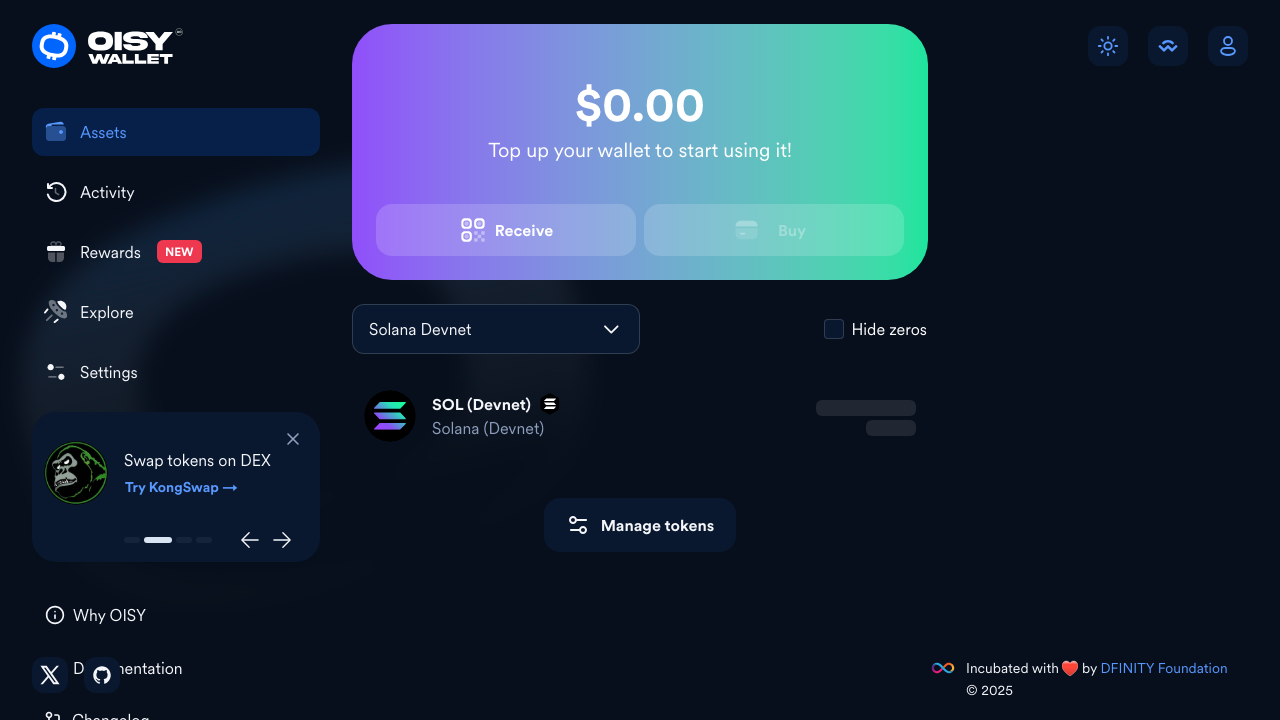 OISY
WALLET
Assets
Activity
Rewards NEW
Explore
Settings
Swap tokens on DEX
Try KongSwap →
Why OISY
D mentation
Changelog
$0.00
Top up your wallet to start using it!
Receive
Buy
Solana Devnet
Hide zeros
SOL (Devnet)
Solana (Devnet)
Manage tokens
Incubated with ❤️ by DFINITY Foundation
© 2025